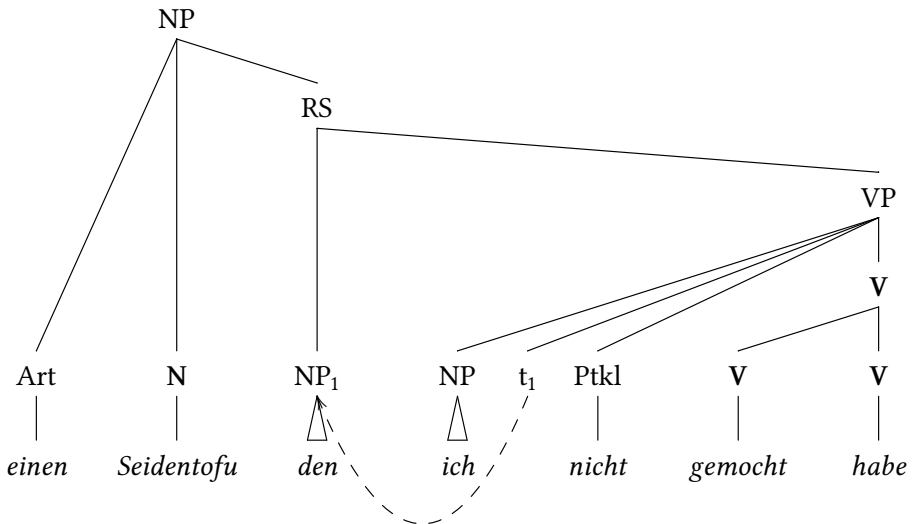 NP
RS
VP
V
Art N NP₁ NP t₁ Ptkl V V
einen Seidentofu den ich nicht gemocht habe